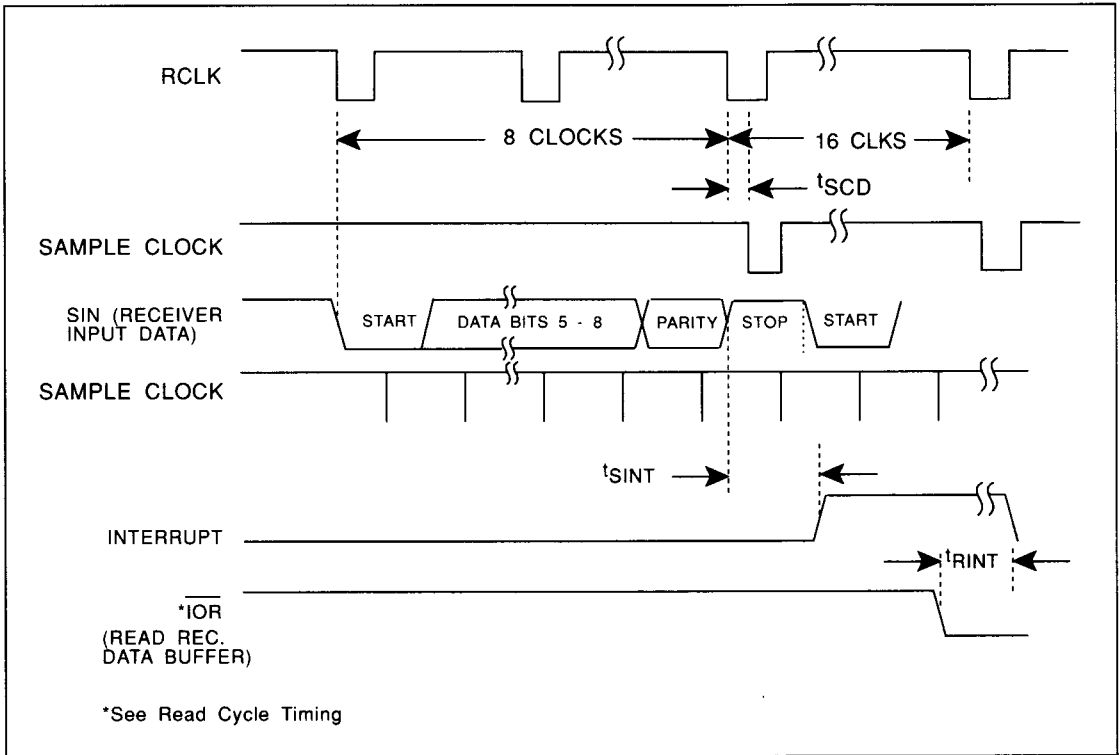 RCLK
8 CLOCKS
16 CLKS
tSCD
SAMPLE CLOCK
SIN (RECEIVER
INPUT DATA)
START
DATA BITS 5 - 8
PARITY
STOP
START
SAMPLE CLOCK
tSINT
INTERRUPT
tRINT
*IOR
(READ REC.
DATA BUFFER)
*See Read Cycle Timing